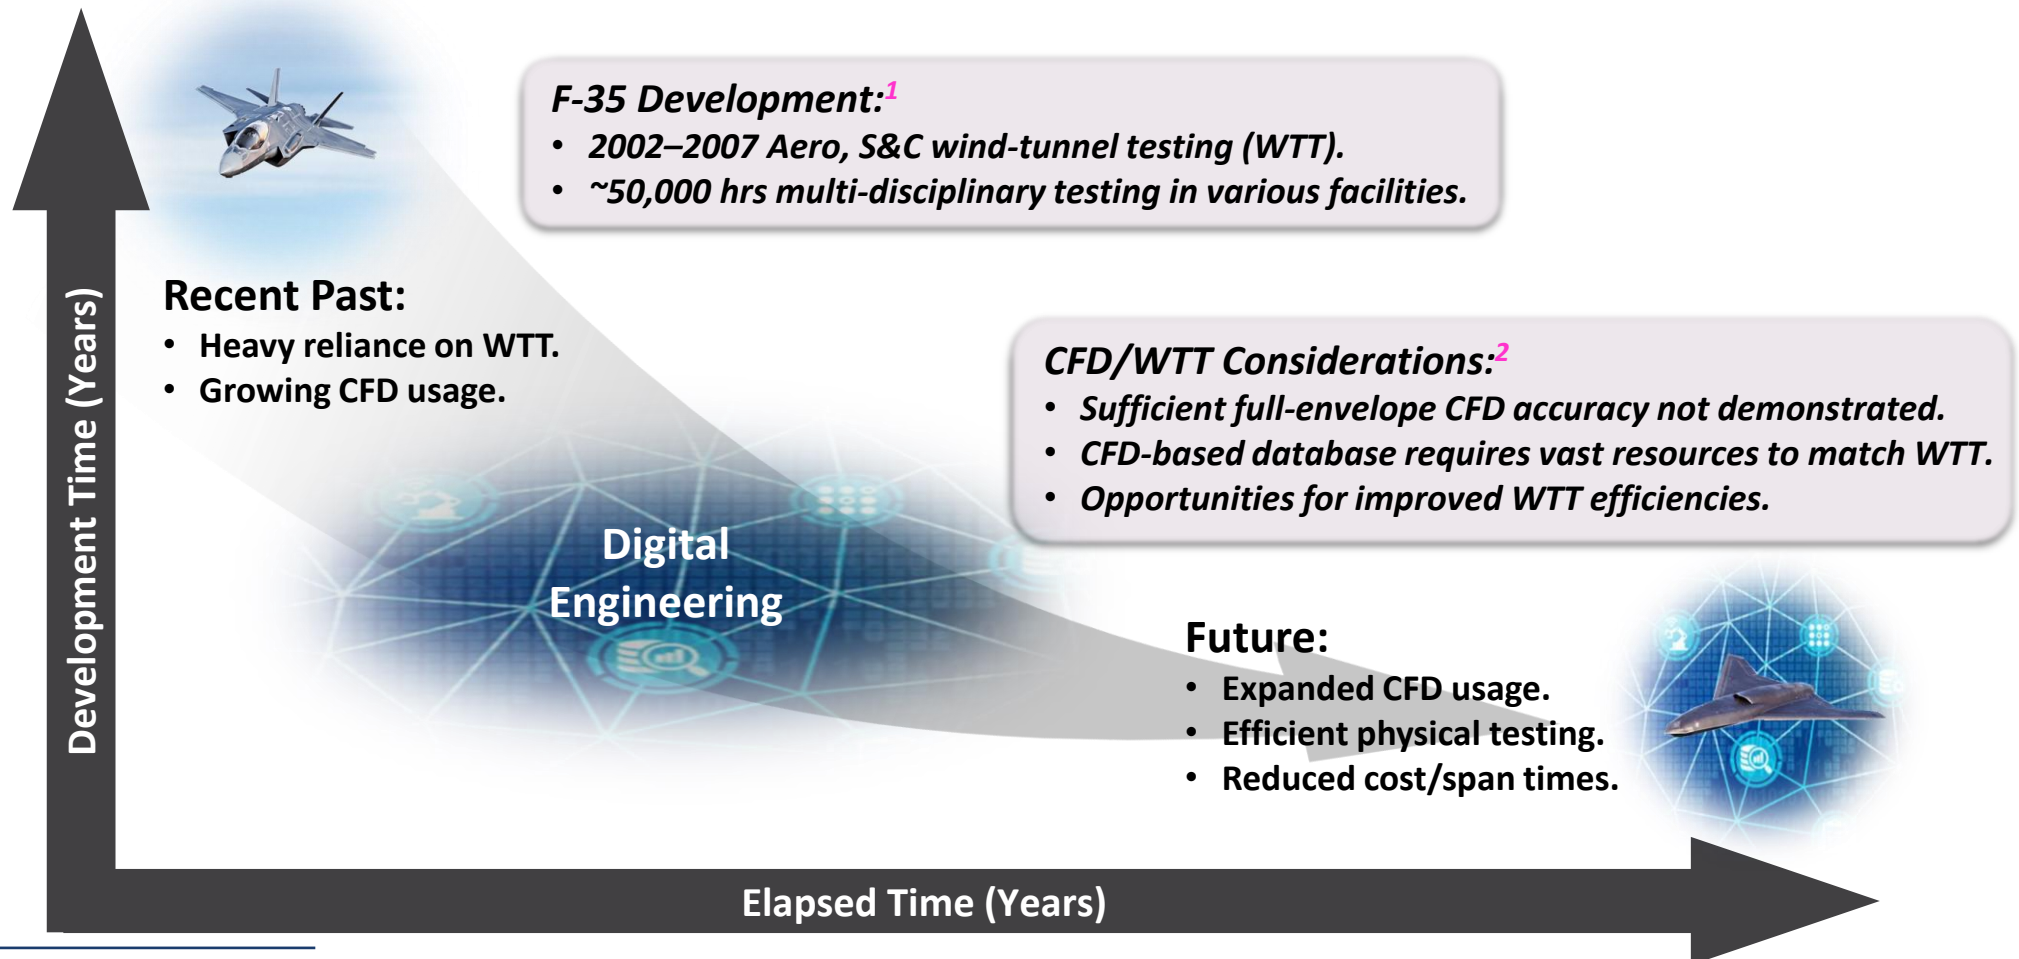 F-35 Development:1
• 2002–2007 Aero, S&C wind-tunnel testing (WTT).
• ~50,000 hrs multi-disciplinary testing in various facilities.
Recent Past:
• Heavy reliance on WTT.
• Growing CFD usage.
CFD/WTT Considerations:2
• Sufficient full-envelope CFD accuracy not demonstrated.
• CFD-based database requires vast resources to match WTT.
• Opportunities for improved WTT efficiencies.
Digital
Engineering
Future:
• Expanded CFD usage.
• Efficient physical testing.
• Reduced cost/span times.
Development Time (Years)
Elapsed Time (Years)